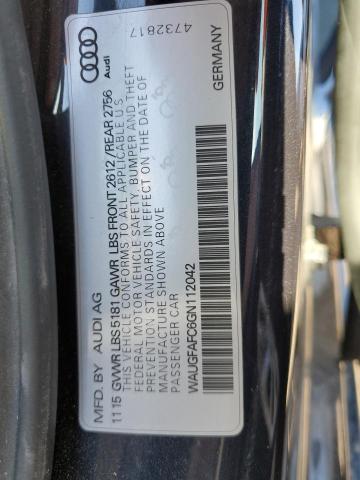 MFD. BY AUDI AG
11 15 GVWR LBS 5181 GAWR LBS FRONT 2612 /REAR 2756
THIS VEHICLE CONFORMS TO ALL APPLICABLE U.S.
FEDERAL MOTOR VEHICLE SAFETY, BUMPER AND THEFT
PREVENTION STANDARDS IN EFFECT ON THE DATE OF
MANUFACTURE SHOWN ABOVE
PASSENGER CAR
WAUGFAFC6GN112042
GERMANY
Audi
4732817